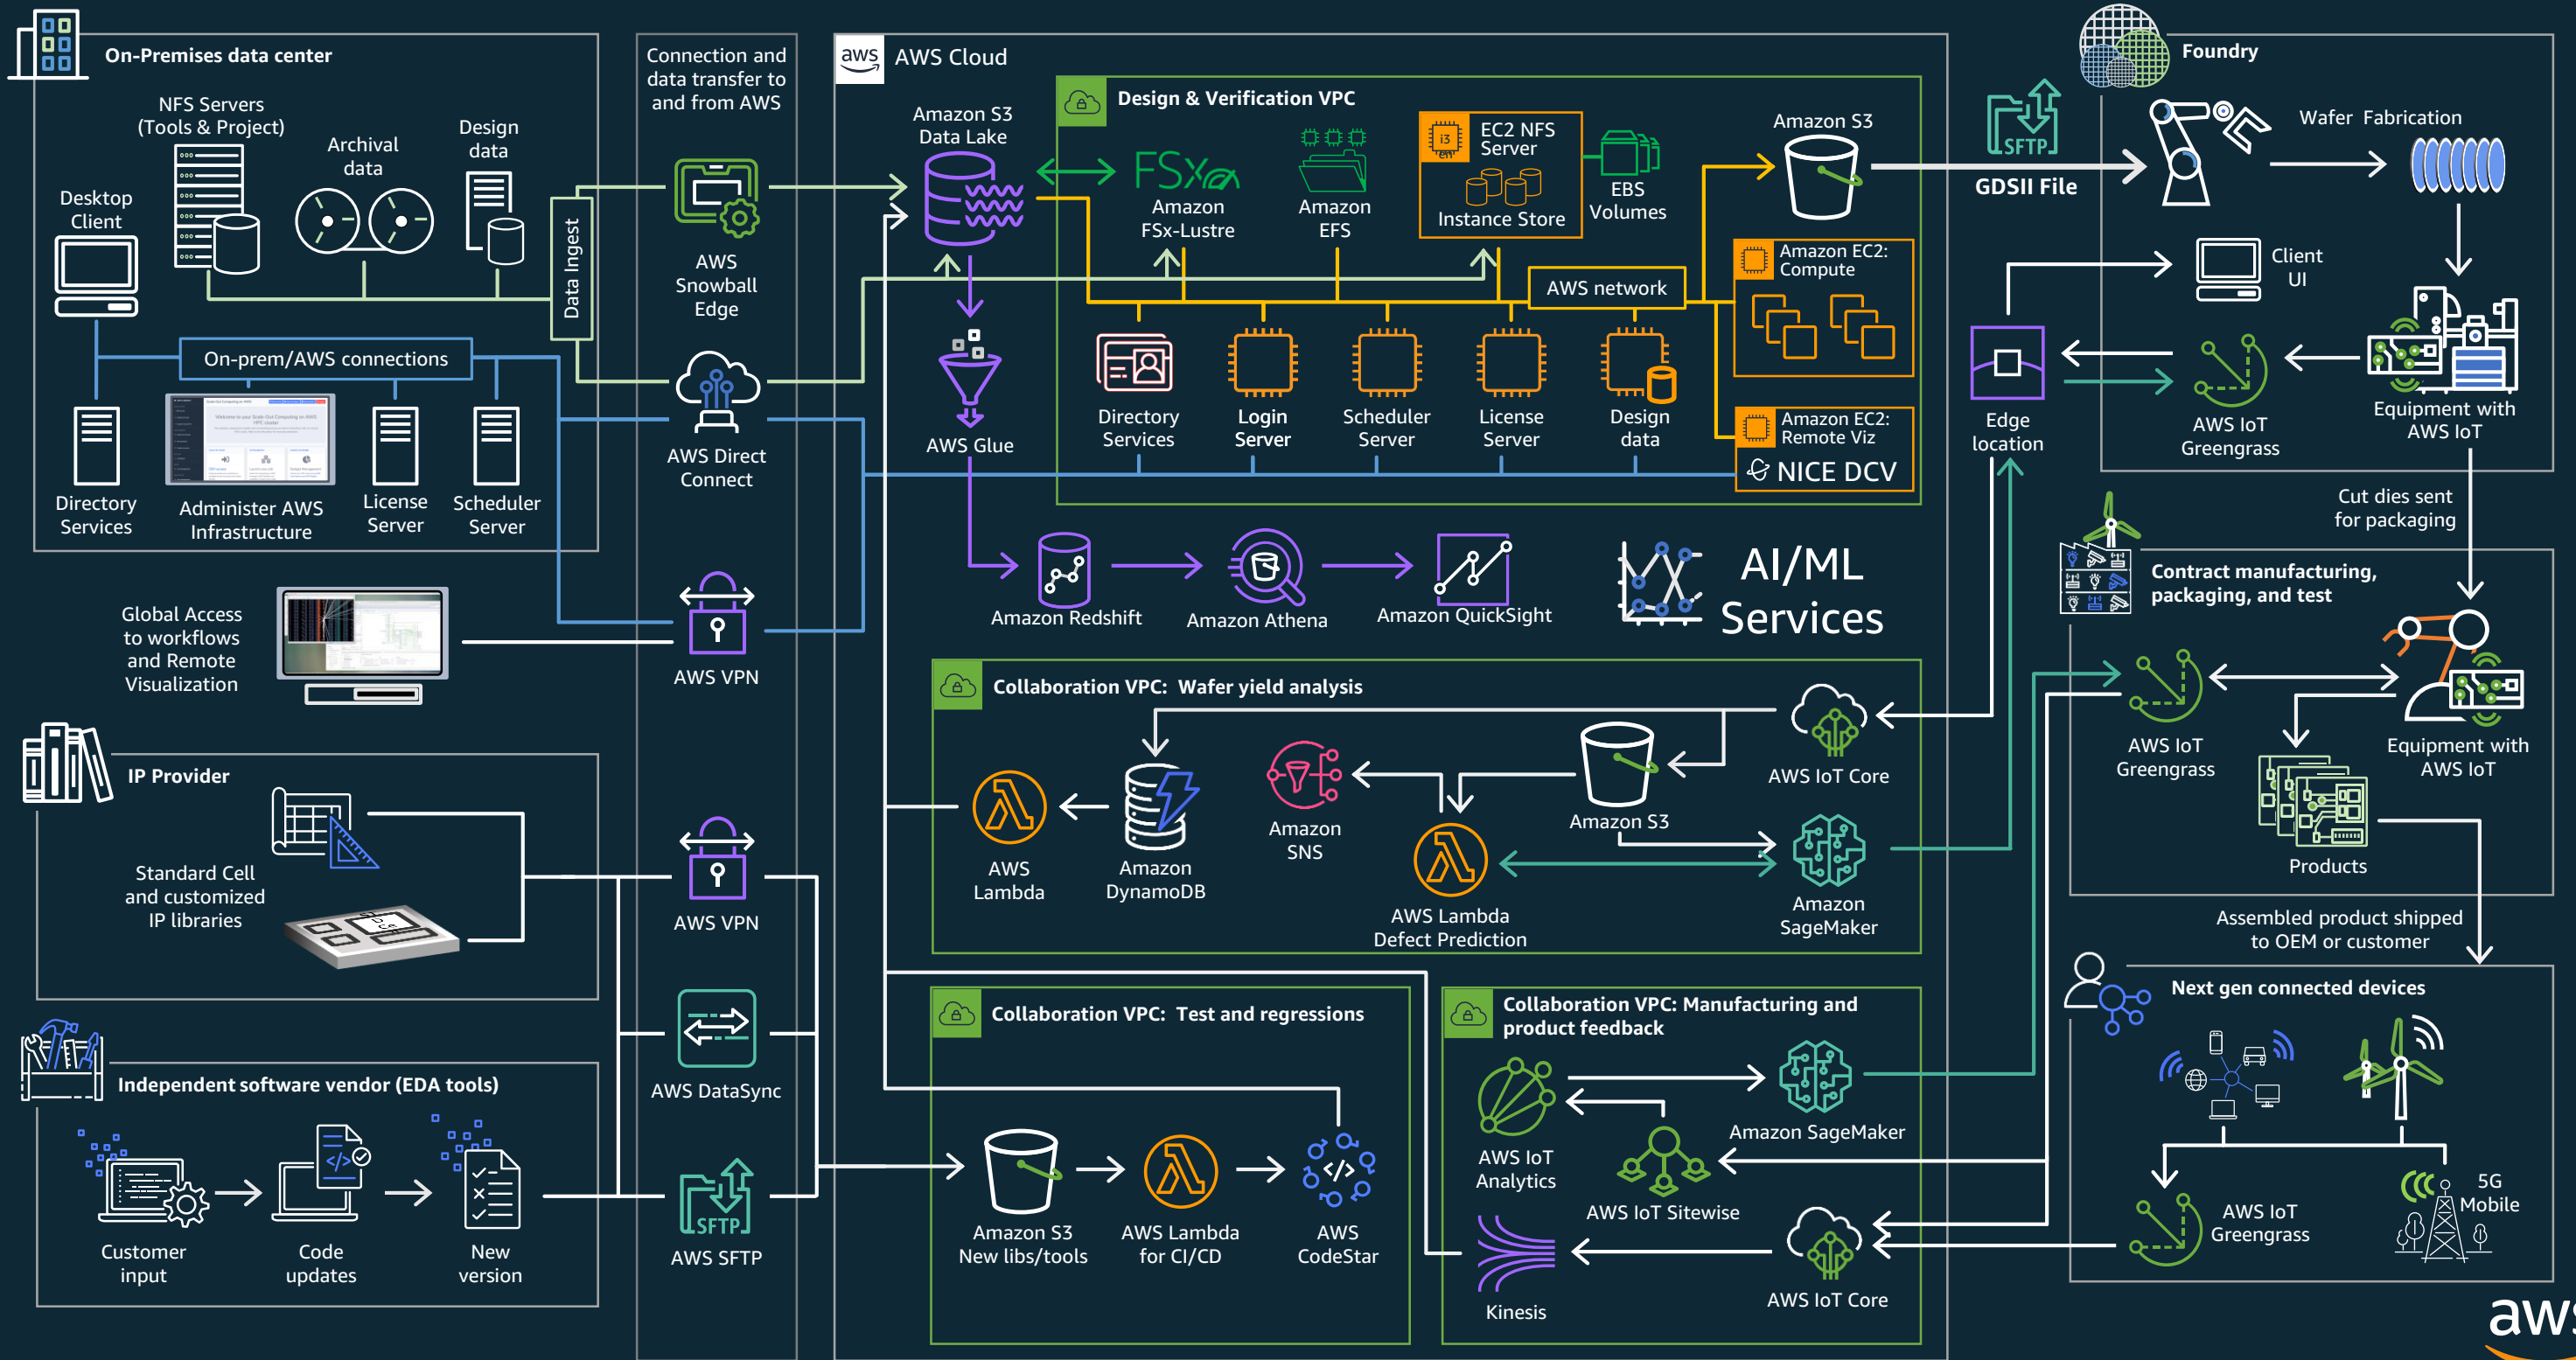 On-Premises data center
NFS Servers
(Tools & Project)
Archival
data
Design
data
Desktop
Client
Data Ingest
On-prem/AWS connections
Directory
Services
Administer AWS
Infrastructure
License
Server
Scheduler
Server
Global Access
to workflows
and Remote
Visualization
IP Provider
Standard Cell
and customized
IP libraries
Independent software vendor (EDA tools)
Customer
input
Code
updates
New
version
Connection and
data transfer to
and from AWS
AWS
Snowball
Edge
AWS Direct
Connect
AWS VPN
AWS VPN
AWS DataSync
SFTP
AWS SFTP
aws
AWS Cloud
Amazon S3
Data Lake
AWS Glue
Design & Verification VPC
FSx
Amazon
FSx-Lustre
Amazon
EFS
i3
en
EC2 NFS
Server
Instance Store
EBS
Volumes
Amazon S3
AWS network
Amazon EC2:
Compute
Directory
Services
Login
Server
Scheduler
Server
License
Server
Design
data
Amazon EC2:
Remote Viz
NICE DCV
Amazon Redshift
Amazon Athena
Amazon QuickSight
AI/ML
Services
Collaboration VPC: Wafer yield analysis
AWS
Lambda
Amazon
DynamoDB
Amazon
SNS
Amazon S3
AWS IoT Core
AWS Lambda
Defect Prediction
Amazon
SageMaker
Collaboration VPC: Test and regressions
Amazon S3
New libs/tools
AWS Lambda
for CI/CD
AWS
CodeStar
Collaboration VPC: Manufacturing and
product feedback
AWS IoT
Analytics
Amazon SageMaker
AWS IoT Sitewise
Kinesis
AWS IoT Core
SFTP
GDSII File
Edge
location
Foundry
Wafer Fabrication
Client
UI
AWS IoT
Greengrass
Equipment with
AWS IoT
Cut dies sent
for packaging
Contract manufacturing,
packaging, and test
AWS IoT
Greengrass
Equipment with
AWS IoT
Products
Assembled product shipped
to OEM or customer
Next gen connected devices
AWS IoT
Greengrass
5G
Mobile
aws